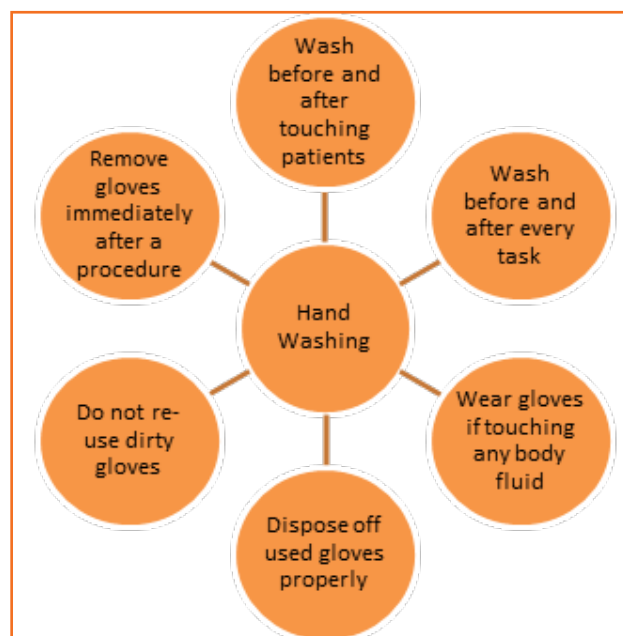 Wash
before and
after
touching
patients
Wash
before and
after every
task
Wear gloves
if touching
any body
fluid
Dispose off
used gloves
properly
Do not re-
use dirty
gloves
Remove
gloves
immediately
after a
procedure
Hand
Washing